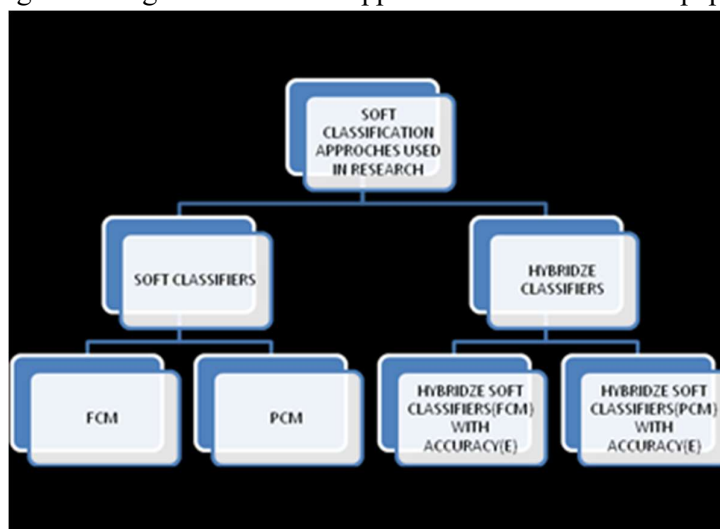 SOFT
CLASSIFICATION
APPROCHES USED
IN RESEARCH
SOFT CLASSIFIERS
HYBRIDZE
CLASSIFIERS
FCM
PCM
HYBRIDZE SOFT
CLASSIFIERS(FCM)
WITH
ACCURACY(E)
HYBRIDZE SOFT
CLASSIFIERS(PCM)
WITH
ACCURACY(E)